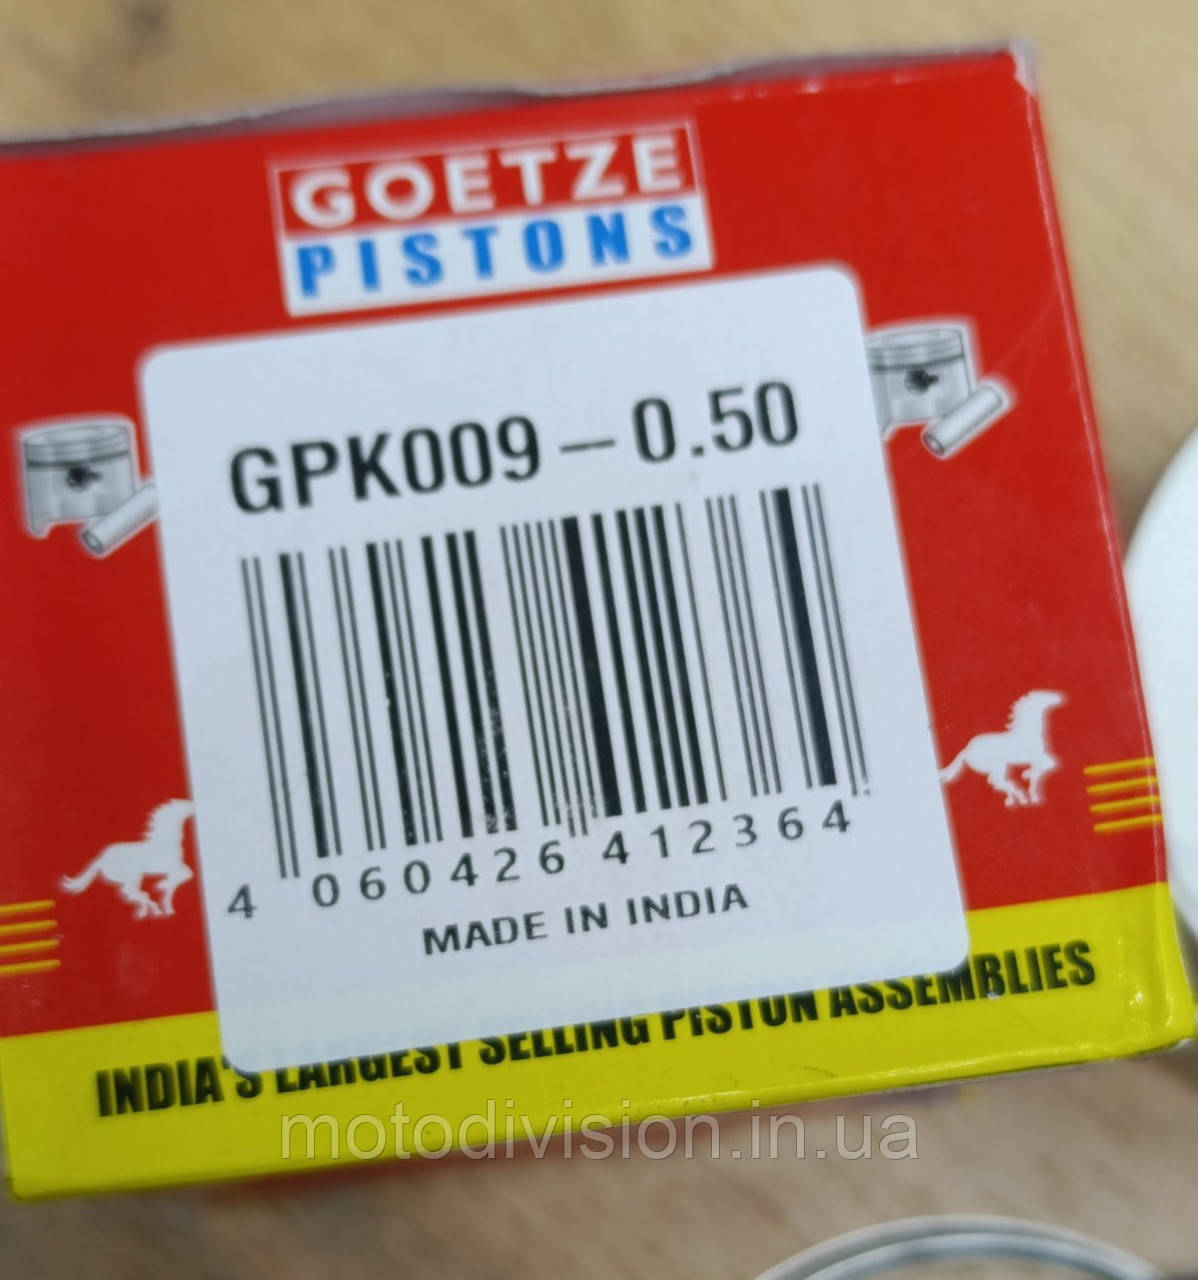 GOETZE
PISTONS
GPK009 – 0.50
4 060426 412364
MADE IN INDIA
INDIA'S LARGEST SELLING PISTON ASSEMBLIES
motodivision.in.ua